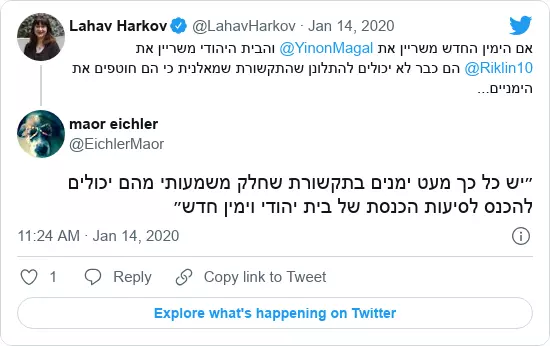 Lahav Harkov @LahavHarkov · Jan 14, 2020
אם הימין החדש משריין את @YinonMagal והבית היהודי משריין את
@Riklin10 הם כבר לא יכולים להתלונן שהתקשורת שמאלנית כי הם חוטפים את
הימניים...
maor eichler
@EichlerMaor
״יש כל כך מעט ימנים בתקשורת שחלק משמעותי מהם יכולים
להכנס לסיעות הכנסת של בית יהודי וימין חדש״
11:24 AM · Jan 14, 2020
1 Reply Copy link to Tweet
Explore what's happening on Twitter